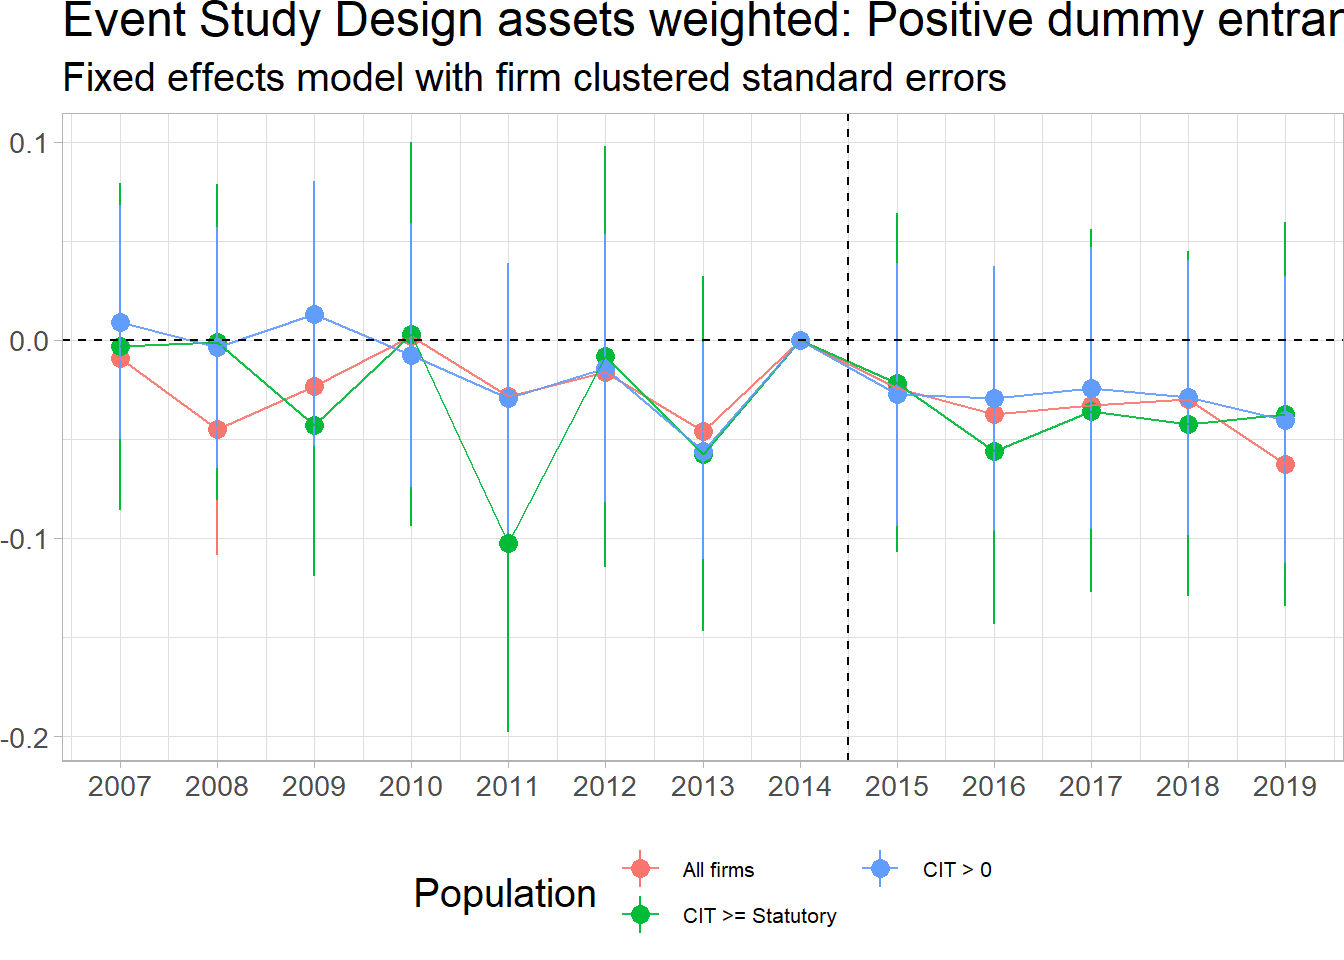 Event Study Design assets weighted: Positive dummy
Fixed effects model with firm clustered standard errors
0.1
0.0
-0.1
-0.2
2007 2008 2009 2010 2011 2012 2013 2014 2015 2016 2017 2018 2019
Population
All firms
CIT > 0
CIT >= Statutory